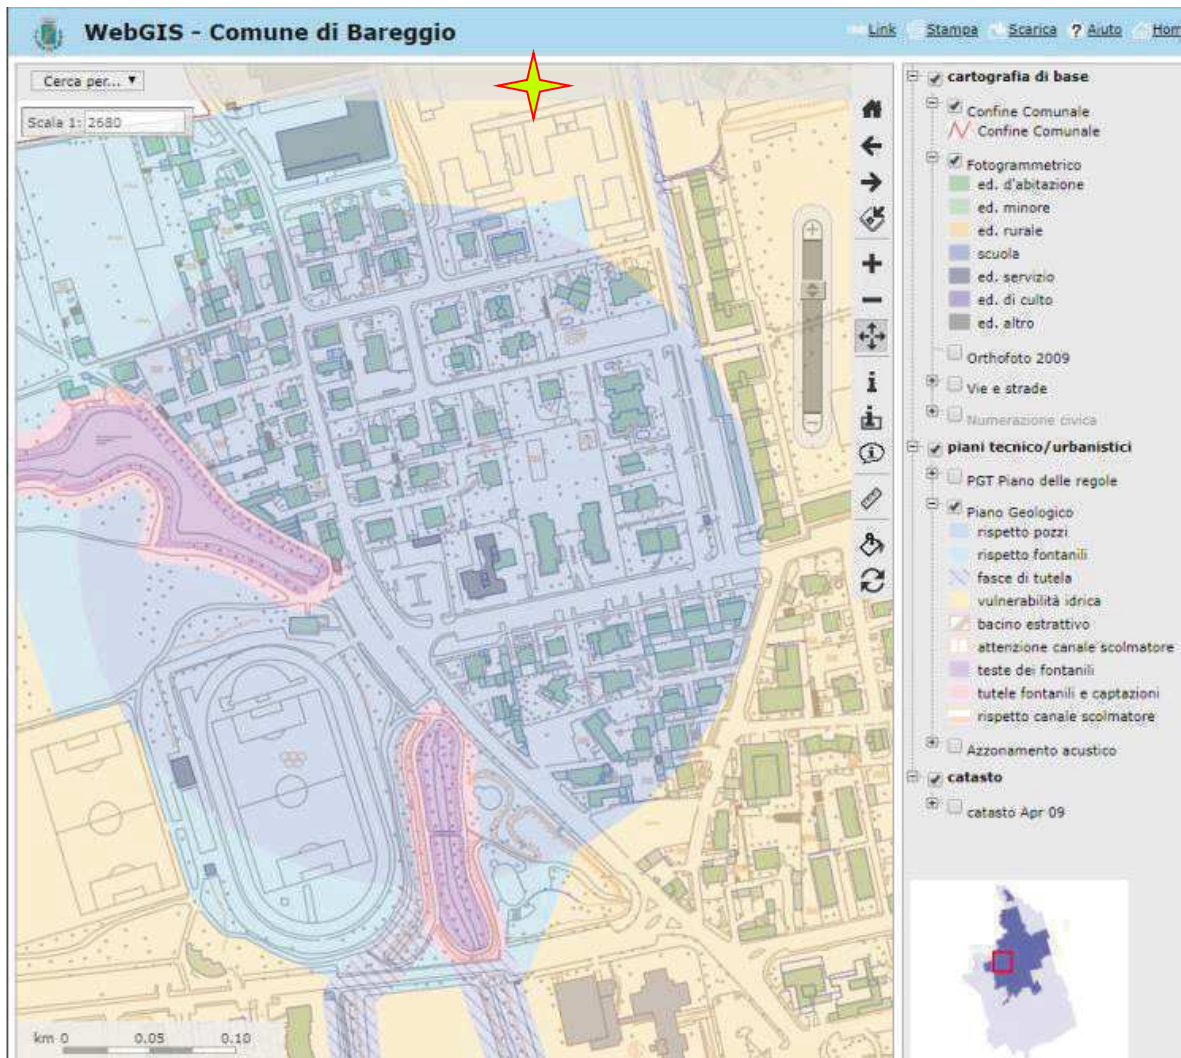 WebGIS - Comune di Bareggio
Link Stampa Scarica ? Aiuto Hom
Cerca per...
Scala 1: 2680
cartografia di base
Confine Comunale
Confine Comunale
Fotogrammetrico
ed. d'abitazione
ed. minore
ed. rurale
scuola
ed. servizio
ed. di culto
ed. altro
Orthofoto 2009
Vie e strade
Numerazione civica
piani tecnico/urbanistici
PGT Piano delle regole
Piano Geologico
rispetto pozzi
rispetto fontanili
fasce di tutela
vulnerabilità idrica
bacino estrattivo
attenzione canale scolmatore
teste dei fontanili
tutele fontanili e captazioni
rispetto canale scolmatore
Azzonamento acustico
catasto
catasto Apr 09
km 0 0.05 0.10